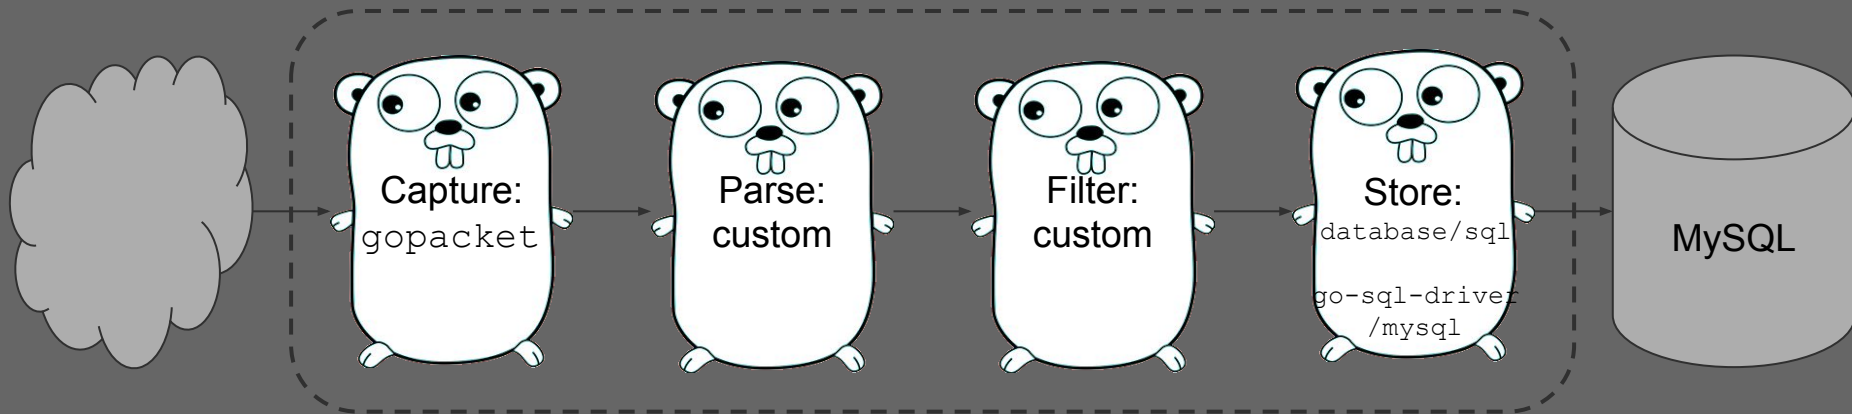 Capture:
gopacket
Parse:
custom
Filter:
custom
Store:
database/sql
go-sql-driver
/mysql
MySQL